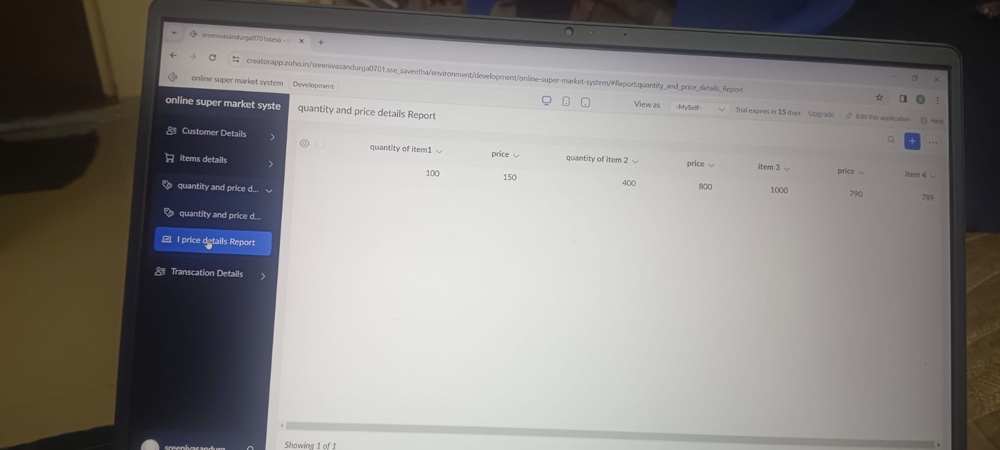 sreenivasandurga0701ssesa -
creatorapp.zoho.in/sreenivasandurga0701.sse_saveetha/environment/development/online-super-market-system/#Report:quantity_and_price_details_Report
online super market system Development
View as -MySelf- Trial expires in 15 days Upgrade Edit this application Help
online super market syste
quantity and price details Report
Customer Details
items details
quantity and price d...
quantity and price d...
l price details Report
Transcation Details
quantity of item1 price quantity of item 2 price item 3 price item 4
100 150 400 800 1000 790 789
Showing 1 of 1
sreenivasandurg